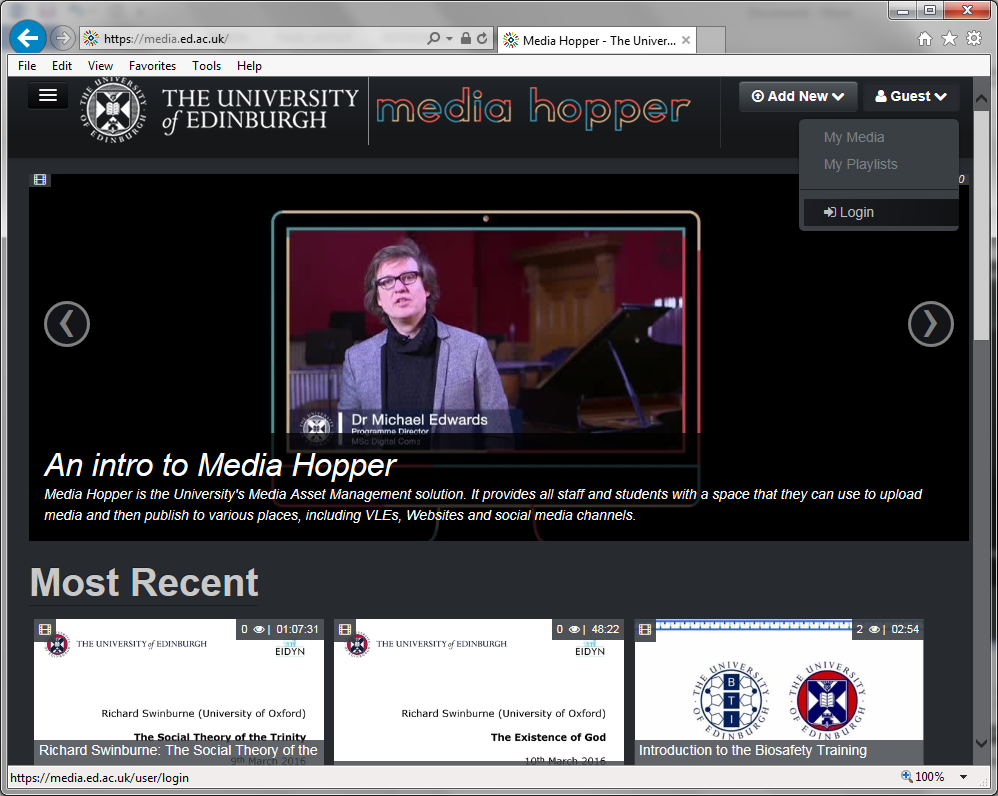 https://media.ed.ac.uk/
Media Hopper - The Univer...
File Edit View Favorites Tools Help
THE UNIVERSITY
of EDINBURGH
media hopper
Add New
Guest
My Media
My Playlists
Login
0
Dr Michael Edwards
Programme Director
MSc Digital Comp
An intro to Media Hopper
Media Hopper is the University's Media Asset Management solution. It provides all staff and students with a space that they can use to upload
media and then publish to various places, including VLEs, Websites and social media channels.
Most Recent
0 | 01:07:31
THE UNIVERSITY of EDINBURGH
EIDYN
Richard Swinburne (University of Oxford)
The Social Theory of the Trinity
Richard Swinburne: The Social Theory of the
9th March 2016
0 | 48:22
THE UNIVERSITY of EDINBURGH
EIDYN
Richard Swinburne (University of Oxford)
The Existence of God
10th March 2016
2 | 02:54
THE UNIVERSITY OF EDINBURGH
BTI
THE UNIVERSITY OF EDINBURGH
Introduction to the Biosafety Training
https://media.ed.ac.uk/user/login
100%